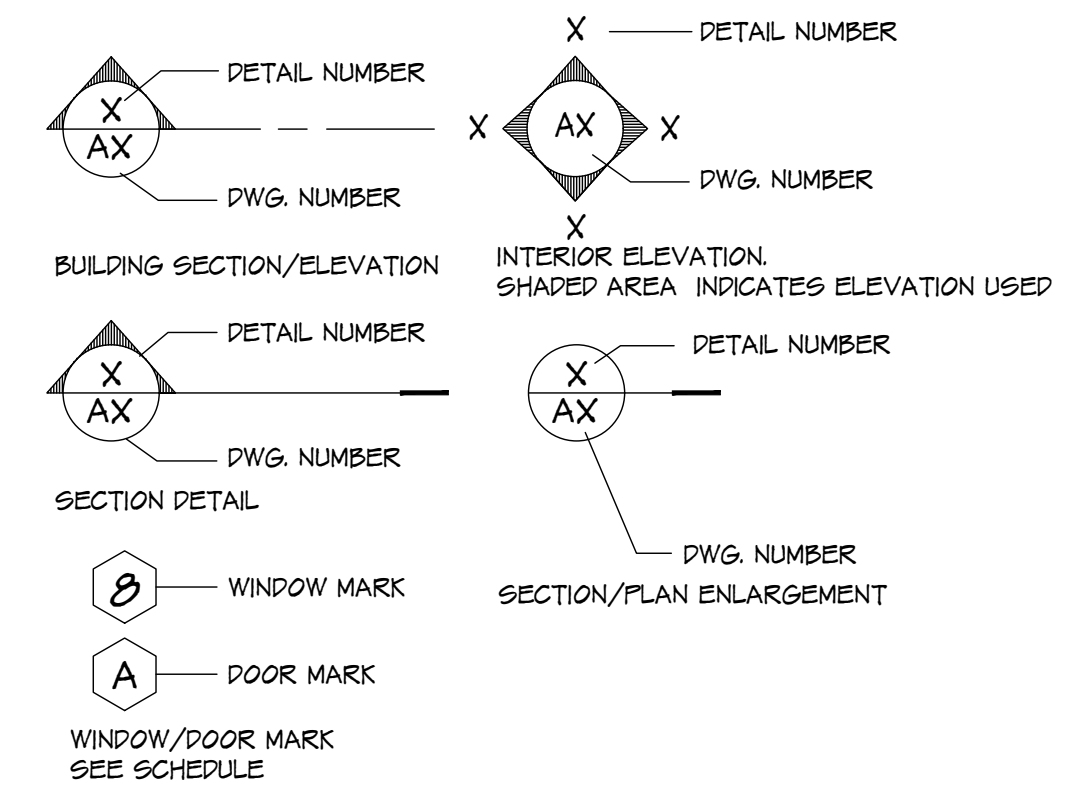 DETAIL NUMBER
X
AX
DWG. NUMBER
BUILDING SECTION/ELEVATION
X
DETAIL NUMBER
X
AX
X
DWG. NUMBER
X
INTERIOR ELEVATION.
SHADED AREA INDICATES ELEVATION USED
DETAIL NUMBER
X
AX
DWG. NUMBER
SECTION DETAIL
DETAIL NUMBER
X
AX
DWG. NUMBER
SECTION/PLAN ENLARGEMENT
8
WINDOW MARK
A
DOOR MARK
WINDOW/DOOR MARK
SEE SCHEDULE